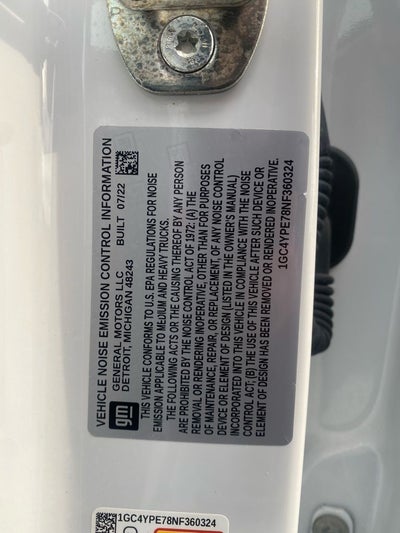 VEHICLE NOISE EMISSION CONTROL INFORMATION
gm
GENERAL MOTORS LLC BUILT 07/22
DETROIT, MICHIGAN 48243
THIS VEHICLE CONFORMS TO U.S. EPA REGULATIONS FOR NOISE
EMISSION APPLICABLE TO MEDIUM AND HEAVY TRUCKS.
THE FOLLOWING ACTS OR THE CAUSING THEREOF BY ANY PERSON
ARE PROHIBITED BY THE NOISE CONTROL ACT OF 1972: (A) THE
REMOVAL OR RENDERING INOPERATIVE, OTHER THAN FOR PURPOSES
OF MAINTENANCE, REPAIR, OR REPLACEMENT, OF ANY NOISE CONTROL
DEVICE OR ELEMENT OF DESIGN (LISTED IN THE OWNER'S MANUAL)
INCORPORATED INTO THIS VEHICLE IN COMPLIANCE WITH THE NOISE
CONTROL ACT; (B) THE USE OF THIS VEHICLE AFTER SUCH DEVICE OR
ELEMENT OF DESIGN HAS BEEN REMOVED OR RENDERED INOPERATIVE.
1GC4YPE78NF360324
1GC4YPE78NF360324